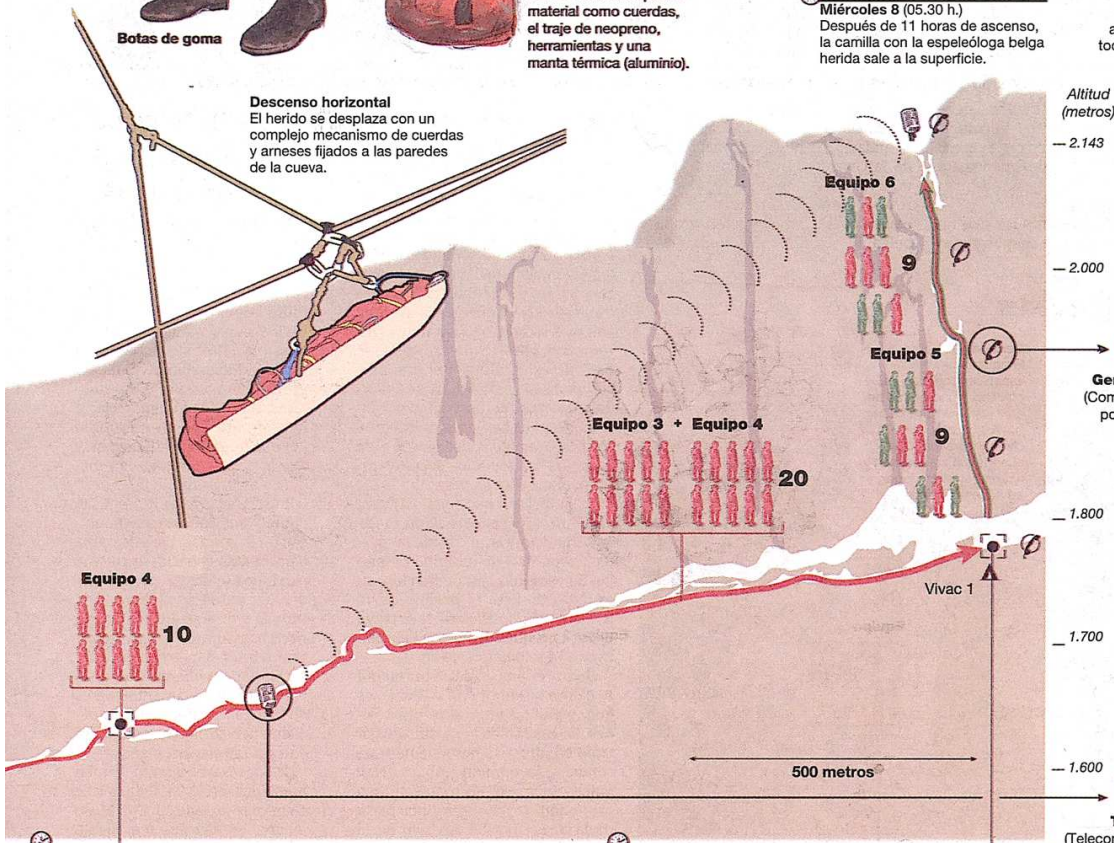 Botas de goma
material como cuerdas,
el traje de neopreno,
herramientas y una
manta térmica (aluminio).
Miércoles 8 (05.30 h.)
Después de 11 horas de ascenso,
la camilla con la espeleóloga belga
herida sale a la superficie.
Descenso horizontal
El herido se desplaza con un
complejo mecanismo de cuerdas
y arneses fijados a las paredes
de la cueva.
Altitud
(metros)
2.143
Equipo 6
9
2.000
Equipo 5
9
Equipo 3 + Equipo 4
20
1.800
Vivac 1
Equipo 4
10
1.700
500 metros
1.600